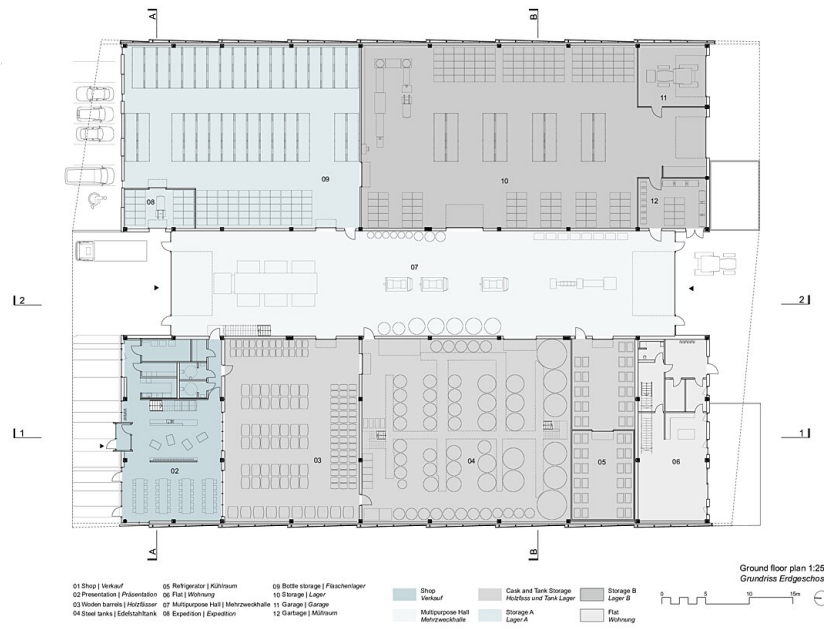 A
B
11
09
10
08
12
07
2
2
1
1
02
03
04
05
06
A
B
01 Shop | Verkauf
02 Presentation | Präsentation
03 Woden barrels | Holzfässer
04 Steel tanks | Edelstahltank
05 Refrigerator | Kühlraum
06 Flat | Wohnung
07 Multipurpose Hall | Mehrzweckhalle
08 Expedition | Expedition
09 Bottle storage | Flaschenlager
10 Storage | Lager
11 Garage | Garage
12 Garbage | Mültraum
Shop
Verkauf
Multipurpose Hall
Mehrzweckhalle
Cask and Tank Storage
Holzfass und Tank Lager
Storage A
Lager A
Storage B
Lager B
Flat
Wohnung
Ground floor plan 1:25
Grundriss Erdgeschos
0
5
10
15m